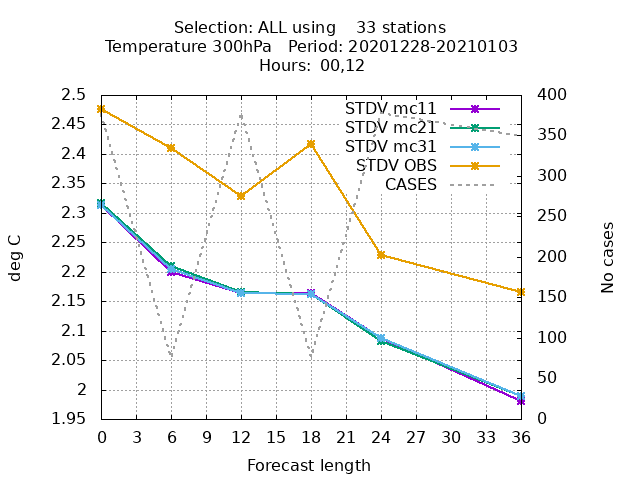 Selection: ALL using    33 stations
Temperature 300hPa   Period: 20201228-20210103
Hours:  00,12
2.5
2.45
2.4
2.35
2.3
2.25
2.2
2.15
2.1
2.05
2
1.95
deg C
STDV mc11
STDV mc21
STDV mc31
STDV OBS
CASES
400
350
300
250
200
150
100
50
0
No cases
0 3 6 9 12 15 18 21 24 27 30 33 36
Forecast length